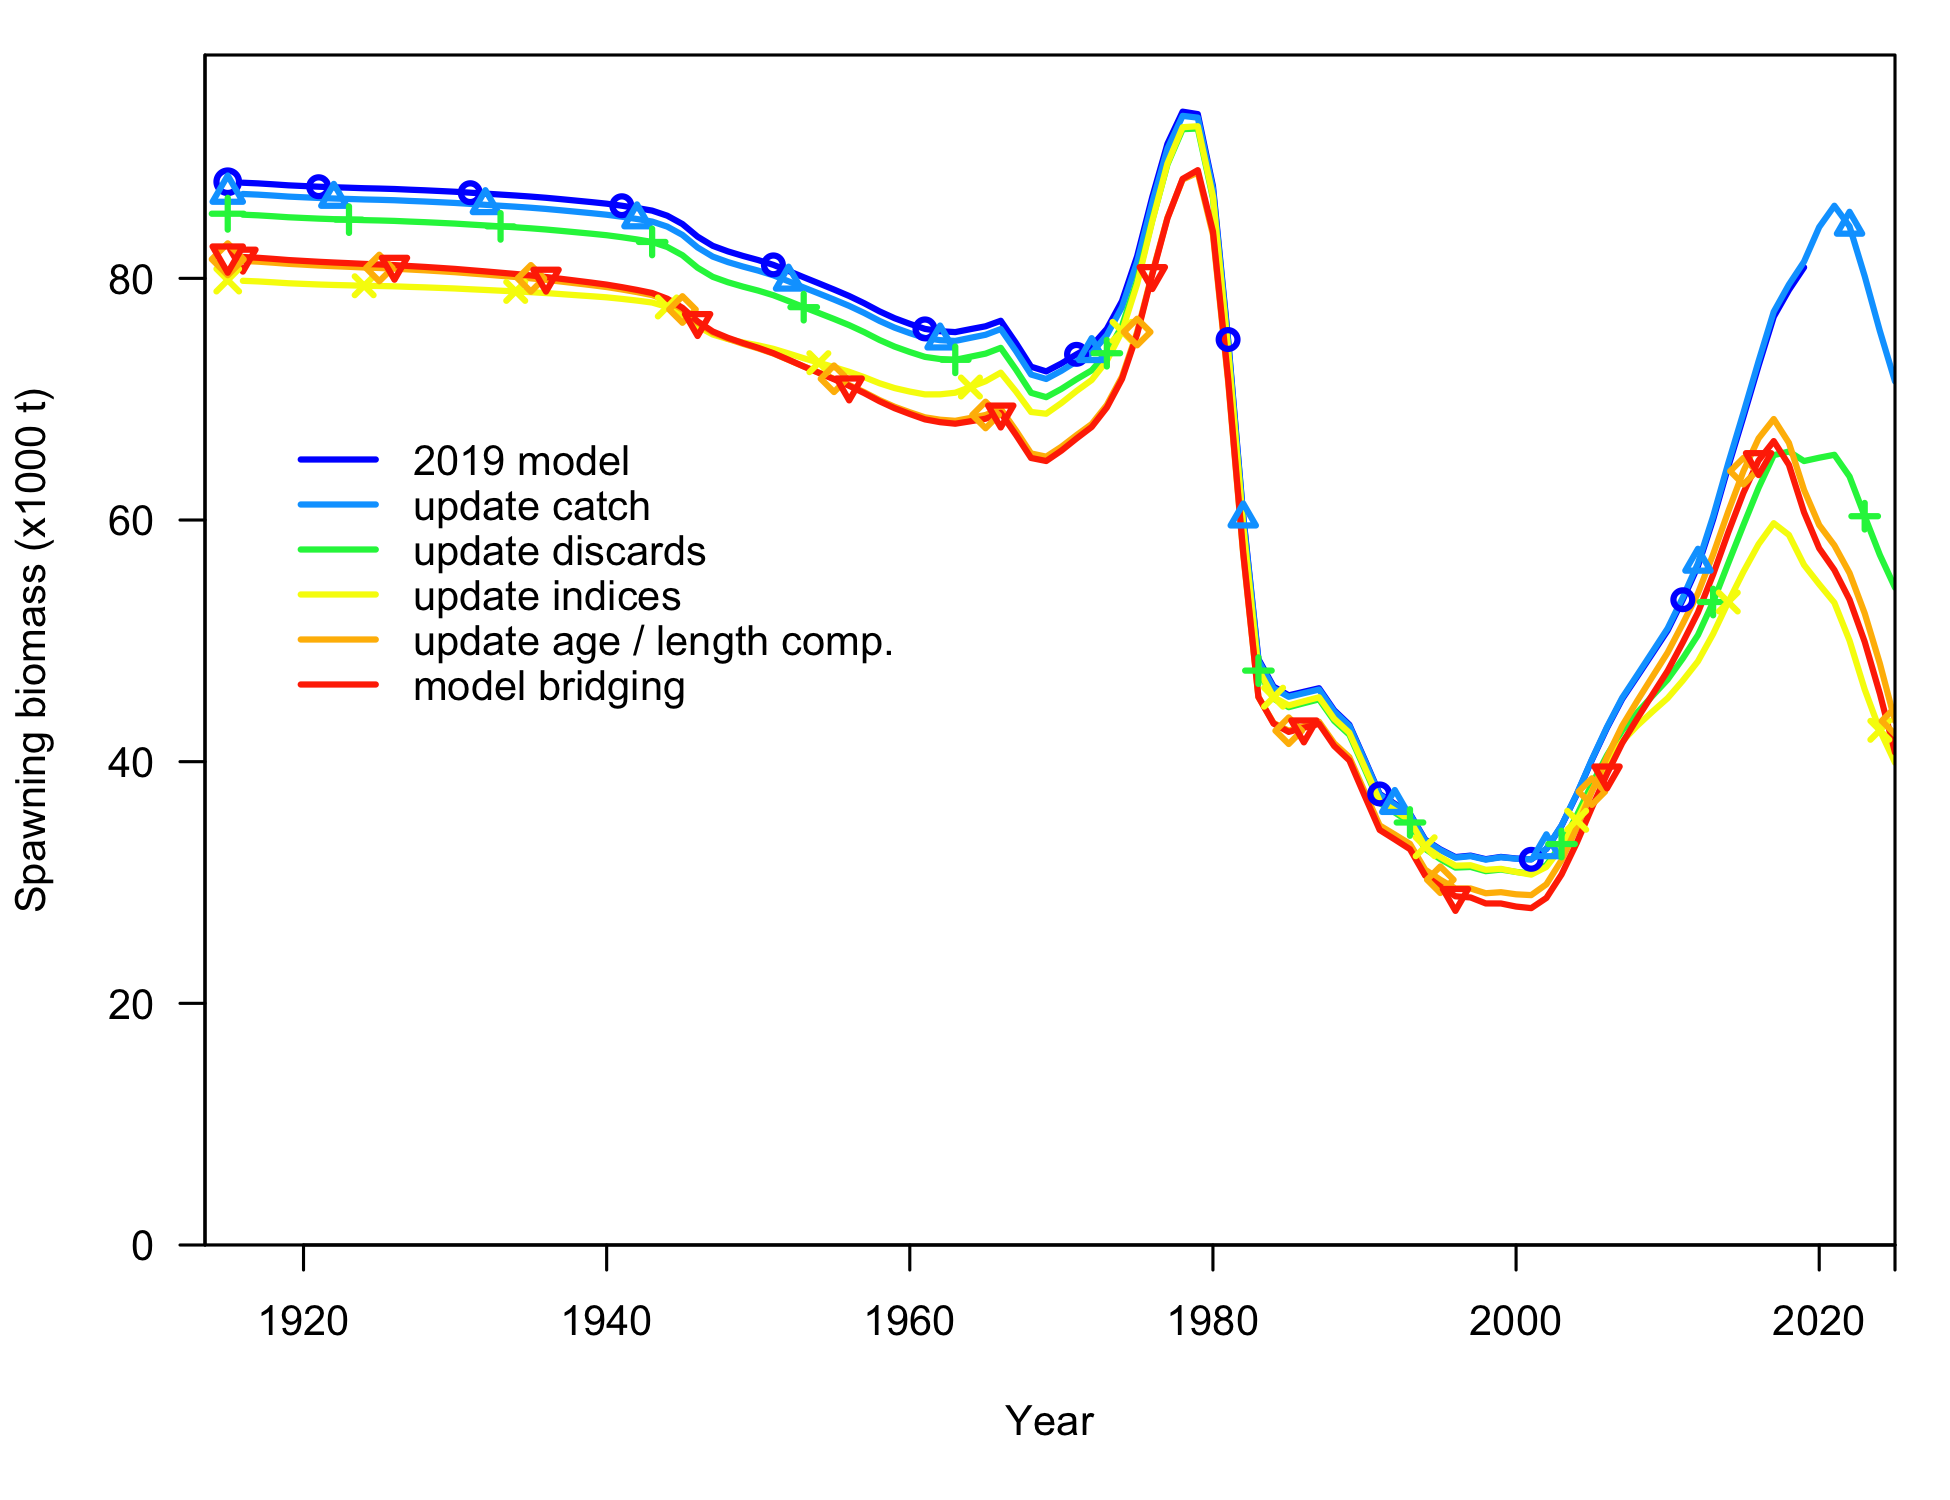 Spawning biomass (x1000 t)
80
60
40
20
0
2019 model
update catch
update discards
update indices
update age / length comp.
model bridging
1920 1940 1960 1980 2000 2020
Year